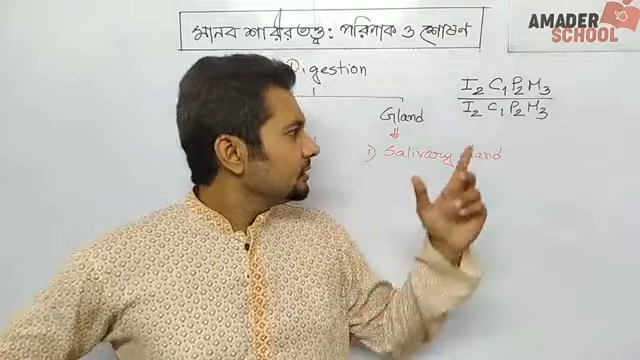 মানব শারীরতত্ত্ব: পরিপাক ও শোষণ
AMADER
SCHOOL
Digestion
I2 C1 P2 M3
I2 C1 P2 M3
Gland
↓
1) Salivary gland